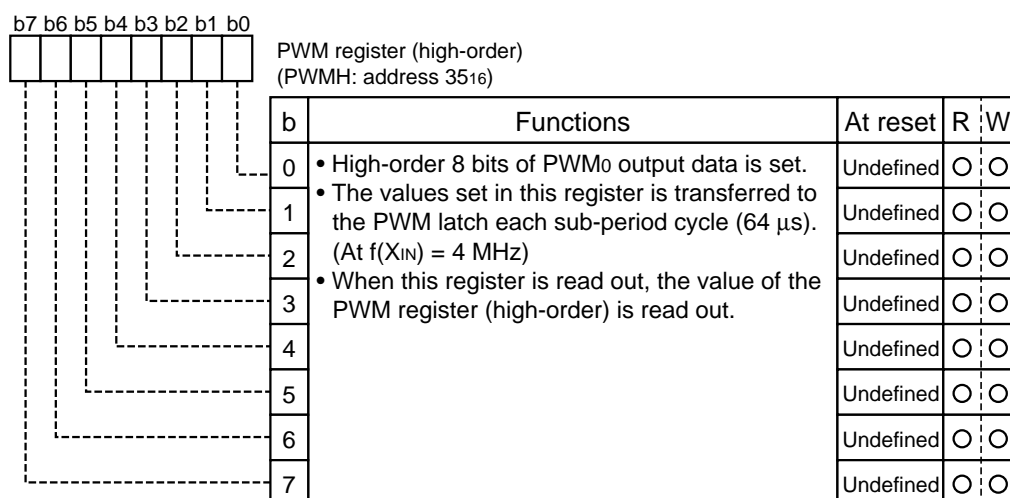 b7 b6 b5 b4 b3 b2 b1 b0
PWM register (high-order)
(PWMH: address 3516)
b Functions At reset R W
0 • High-order 8 bits of PWM0 output data is set. Undefined
• The values set in this register is transferred to
1 the PWM latch each sub-period cycle (64 μs). Undefined
2 (At f(XIN) = 4 MHz) Undefined
• When this register is read out, the value of the
3 PWM register (high-order) is read out. Undefined
4 Undefined
5 Undefined
6 Undefined
7 Undefined